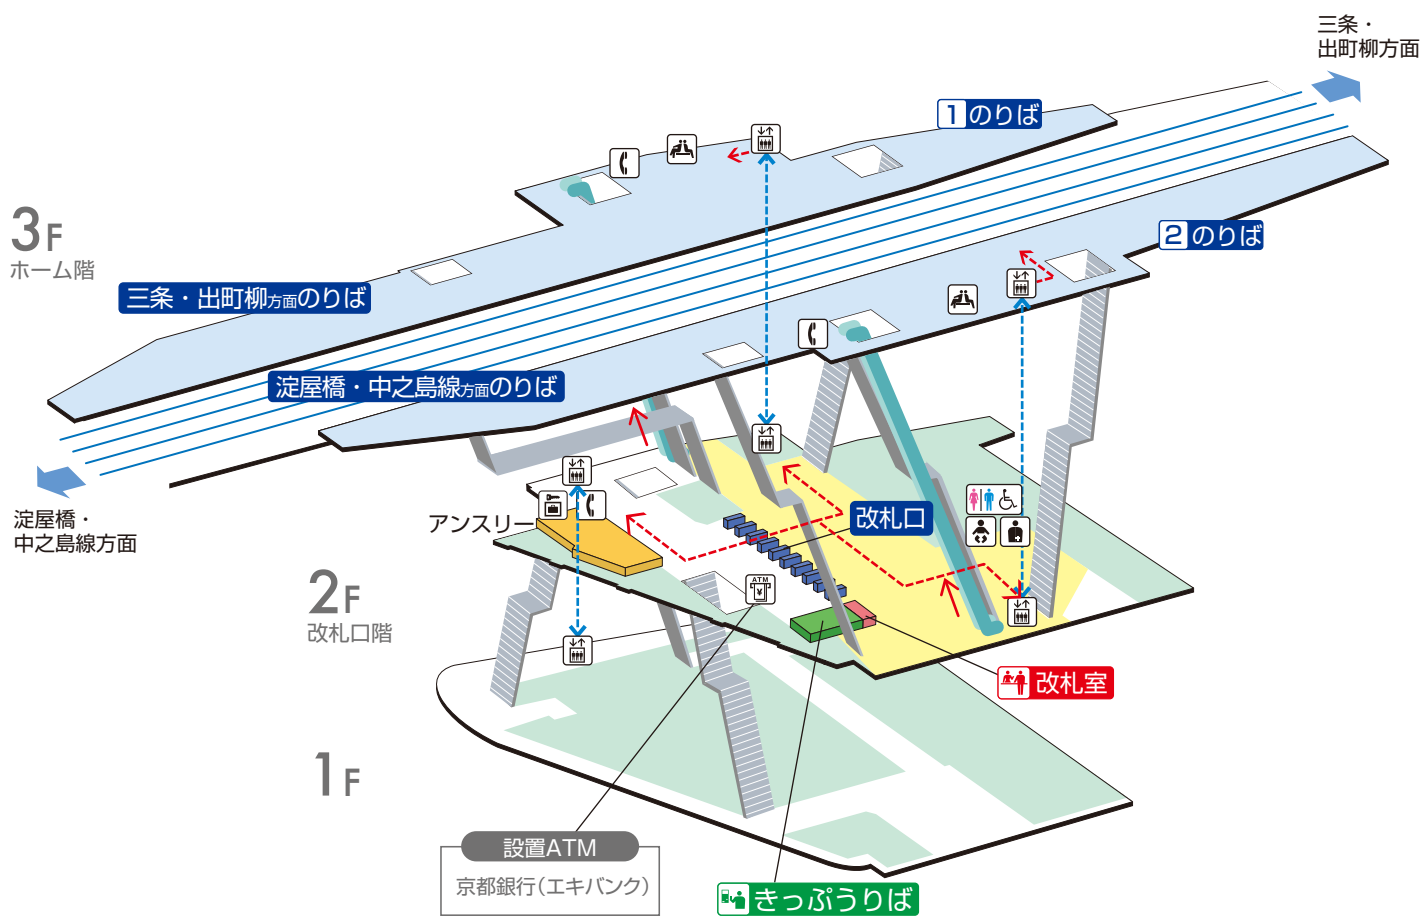 三条・
出町柳方面
1 のりば
3F
ホーム階
2 のりば
三条・出町柳方面のりば
淀屋橋・中之島線方面のりば
淀屋橋・
中之島線方面
アンスリー
改札口
2F
改札口階
ATM
¥
改札室
1F
設置ATM
京都銀行(エキバンク)
きっぷうりば